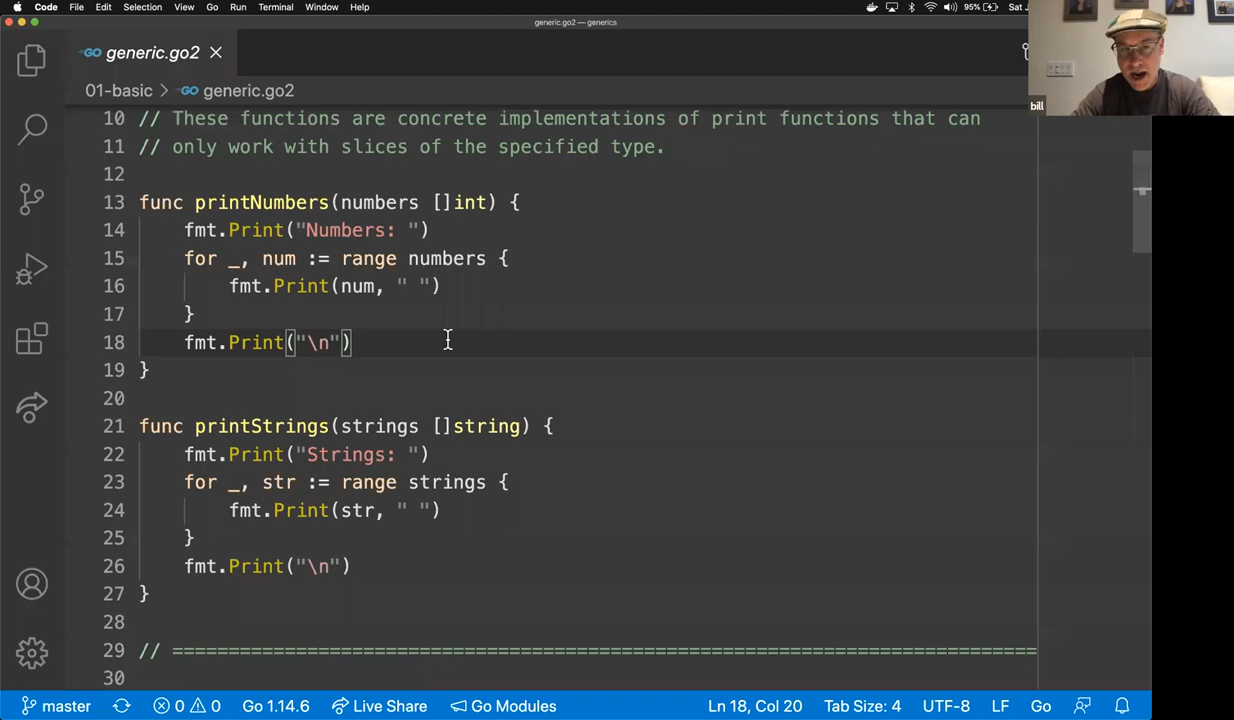 Code File Edit Selection View Go Run Terminal Window Help 95% Sat
generic.go2 — generics
GO generic.go2
01-basic > GO generic.go2
10 // These functions are concrete implementations of print functions that can
11 // only work with slices of the specified type.
12
13 func printNumbers(numbers []int) {
14 fmt.Print("Numbers: ")
15 for _, num := range numbers {
16 fmt.Print(num, " ")
17 }
18 fmt.Print("\n")
19 }
20
21 func printStrings(strings []string) {
22 fmt.Print("Strings: ")
23 for _, str := range strings {
24 fmt.Print(str, " ")
25 }
26 fmt.Print("\n")
27 }
28
29 // =============================================================================
30
bill
master 0 0 Go 1.14.6 Live Share Go Modules Ln 18, Col 20 Tab Size: 4 UTF-8 LF Go